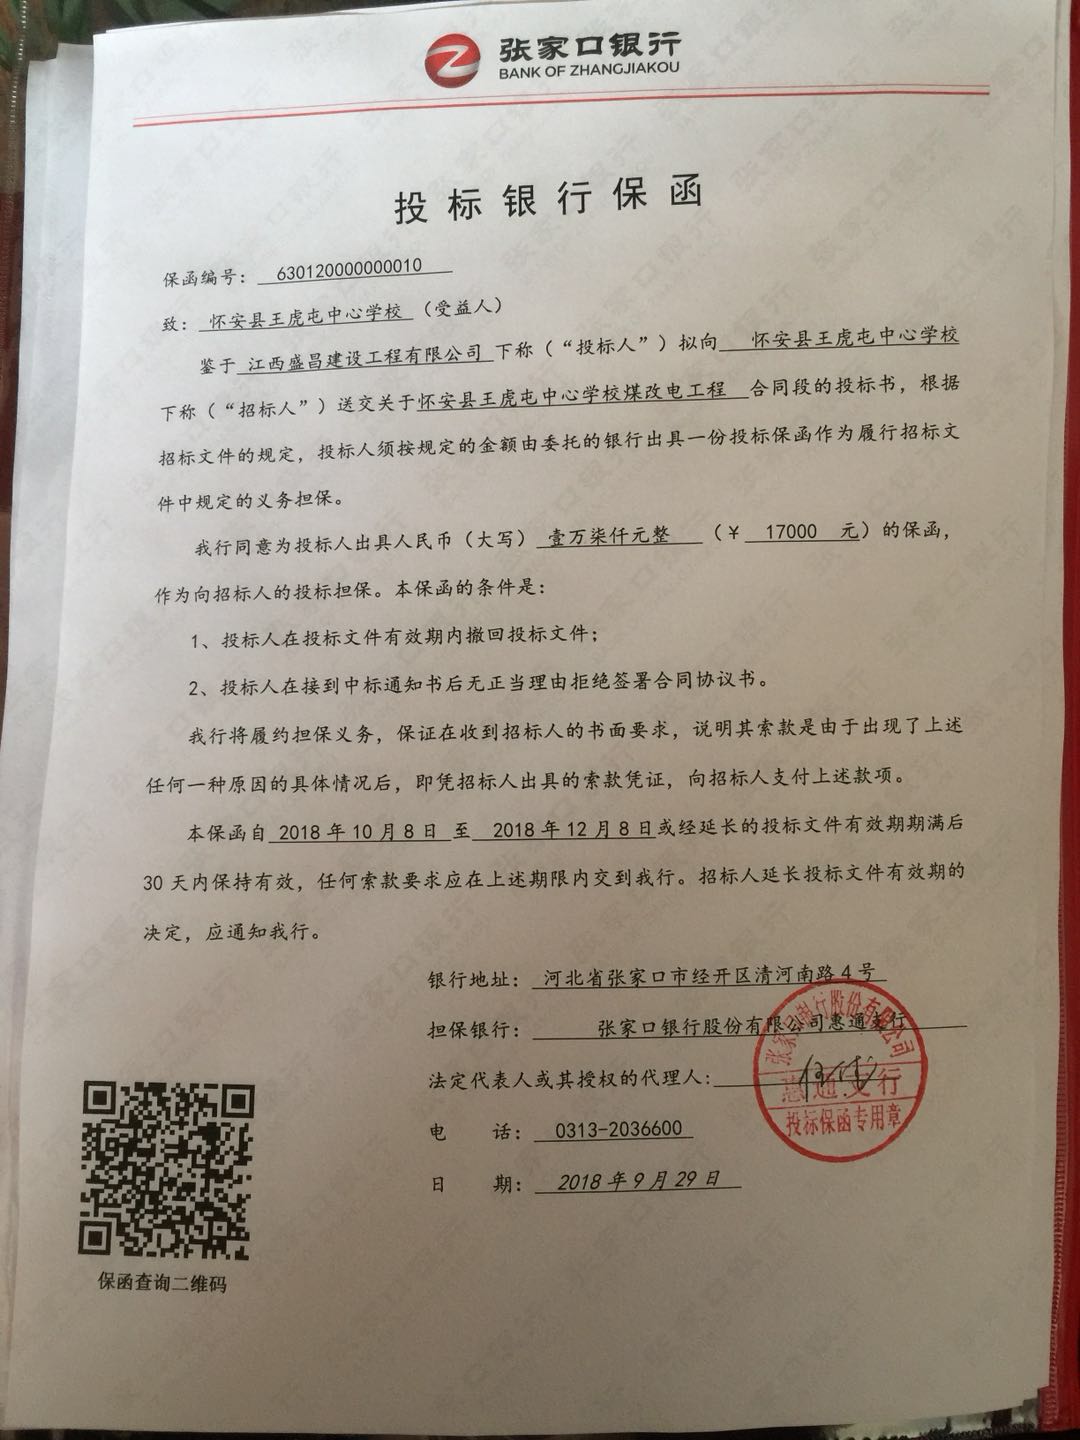 张家口银行
BANK OF ZHANGJIAKOU
投标银行保函
保函编号：630120000000010
致：怀安县王虎屯中心学校（受益人）
鉴于江西盛昌建设工程有限公司下称（“投标人”）拟向 怀安县王虎屯中心学校
下称（“招标人”）送交关于怀安县王虎屯中心学校煤改电工程 合同段的投标书，根据
招标文件的规定，投标人须按规定的金额由委托的银行出具一份投标保函作为履行招标文
件中规定的义务担保。
我行同意为投标人出具人民币（大写）壹万柒仟元整（￥ 17000 元）的保函，
作为向招标人的投标担保。本保函的条件是：
1、投标人在投标文件有效期内撤回投标文件；
2、投标人在接到中标通知书后无正当理由拒绝签署合同协议书。
我行将履约担保义务，保证在收到招标人的书面要求，说明其索款是由于出现了上述
任何一种原因的具体情况后，即凭招标人出具的索款凭证，向招标人支付上述款项。
本保函自 2018年10月8日 至 2018年12月8日或经延长的投标文件有效期期满后
30天内保持有效，任何索款要求应在上述期限内交到我行。招标人延长投标文件有效期的
决定，应通知我行。
银行地址：河北省张家口市经开区清河南路4号
担保银行：张家口银行股份有限公司惠通支行
法定代表人或其授权的代理人：
电 话：0313-2036600
日 期：2018年9月29日
张家口银行股份有限公司
惠通支行
投标保函专用章
保函查询二维码